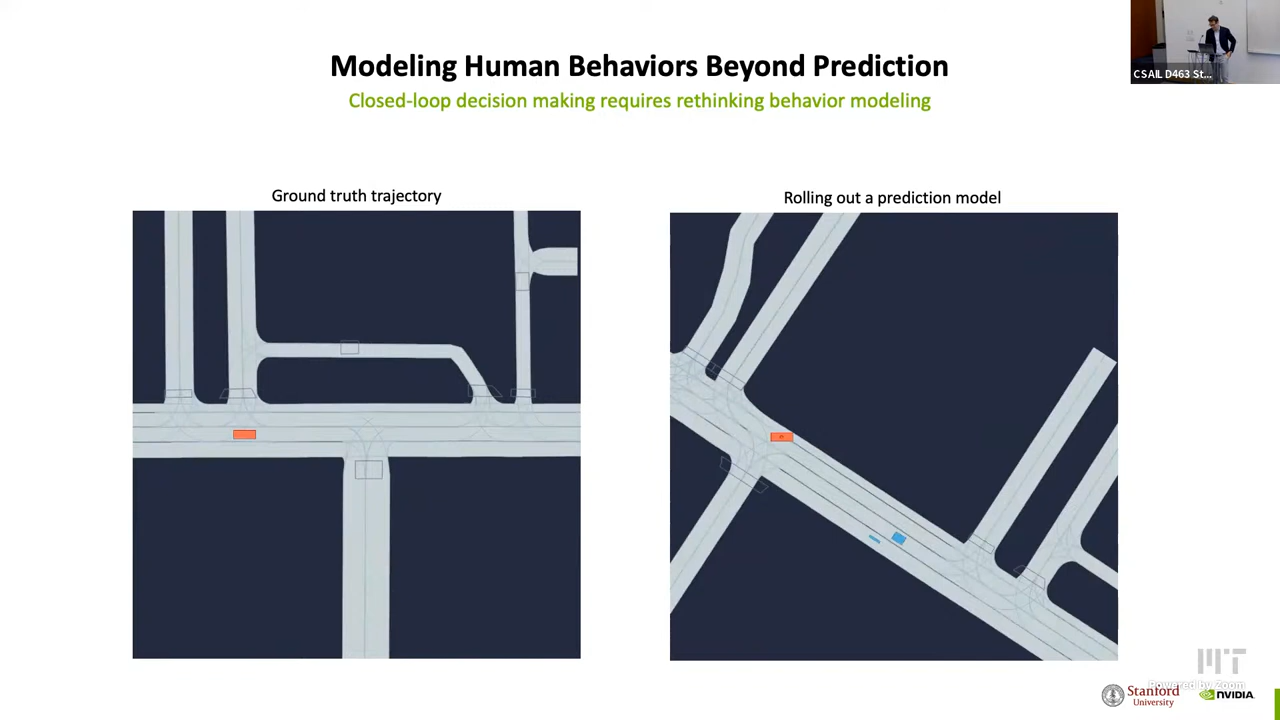 Modeling Human Behaviors Beyond Prediction
Closed-loop decision making requires rethinking behavior modeling
CSAIL D463 St...
Ground truth trajectory
Rolling out a prediction model
MIT
Powered by Zoom
Stanford
University
NVIDIA.